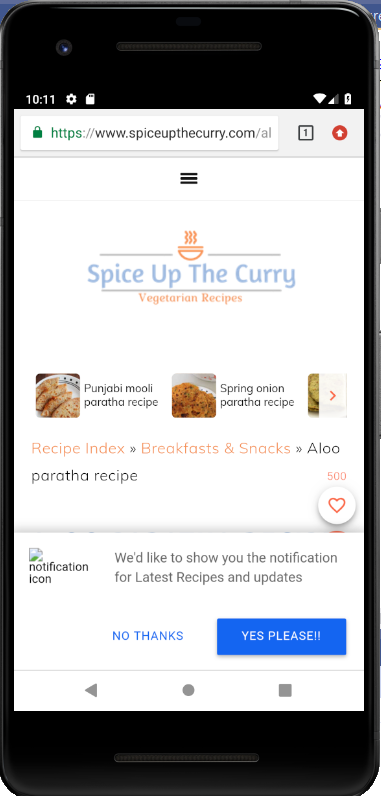 10:11
https://www.spiceupthecurry.com/al
1
Spice Up The Curry
Vegetarian Recipes
Punjabi mooli
paratha recipe
Spring onion
paratha recipe
Recipe Index » Breakfasts & Snacks » Aloo
paratha recipe
500
notification
icon
We'd like to show you the notification
for Latest Recipes and updates
NO THANKS
YES PLEASE!!